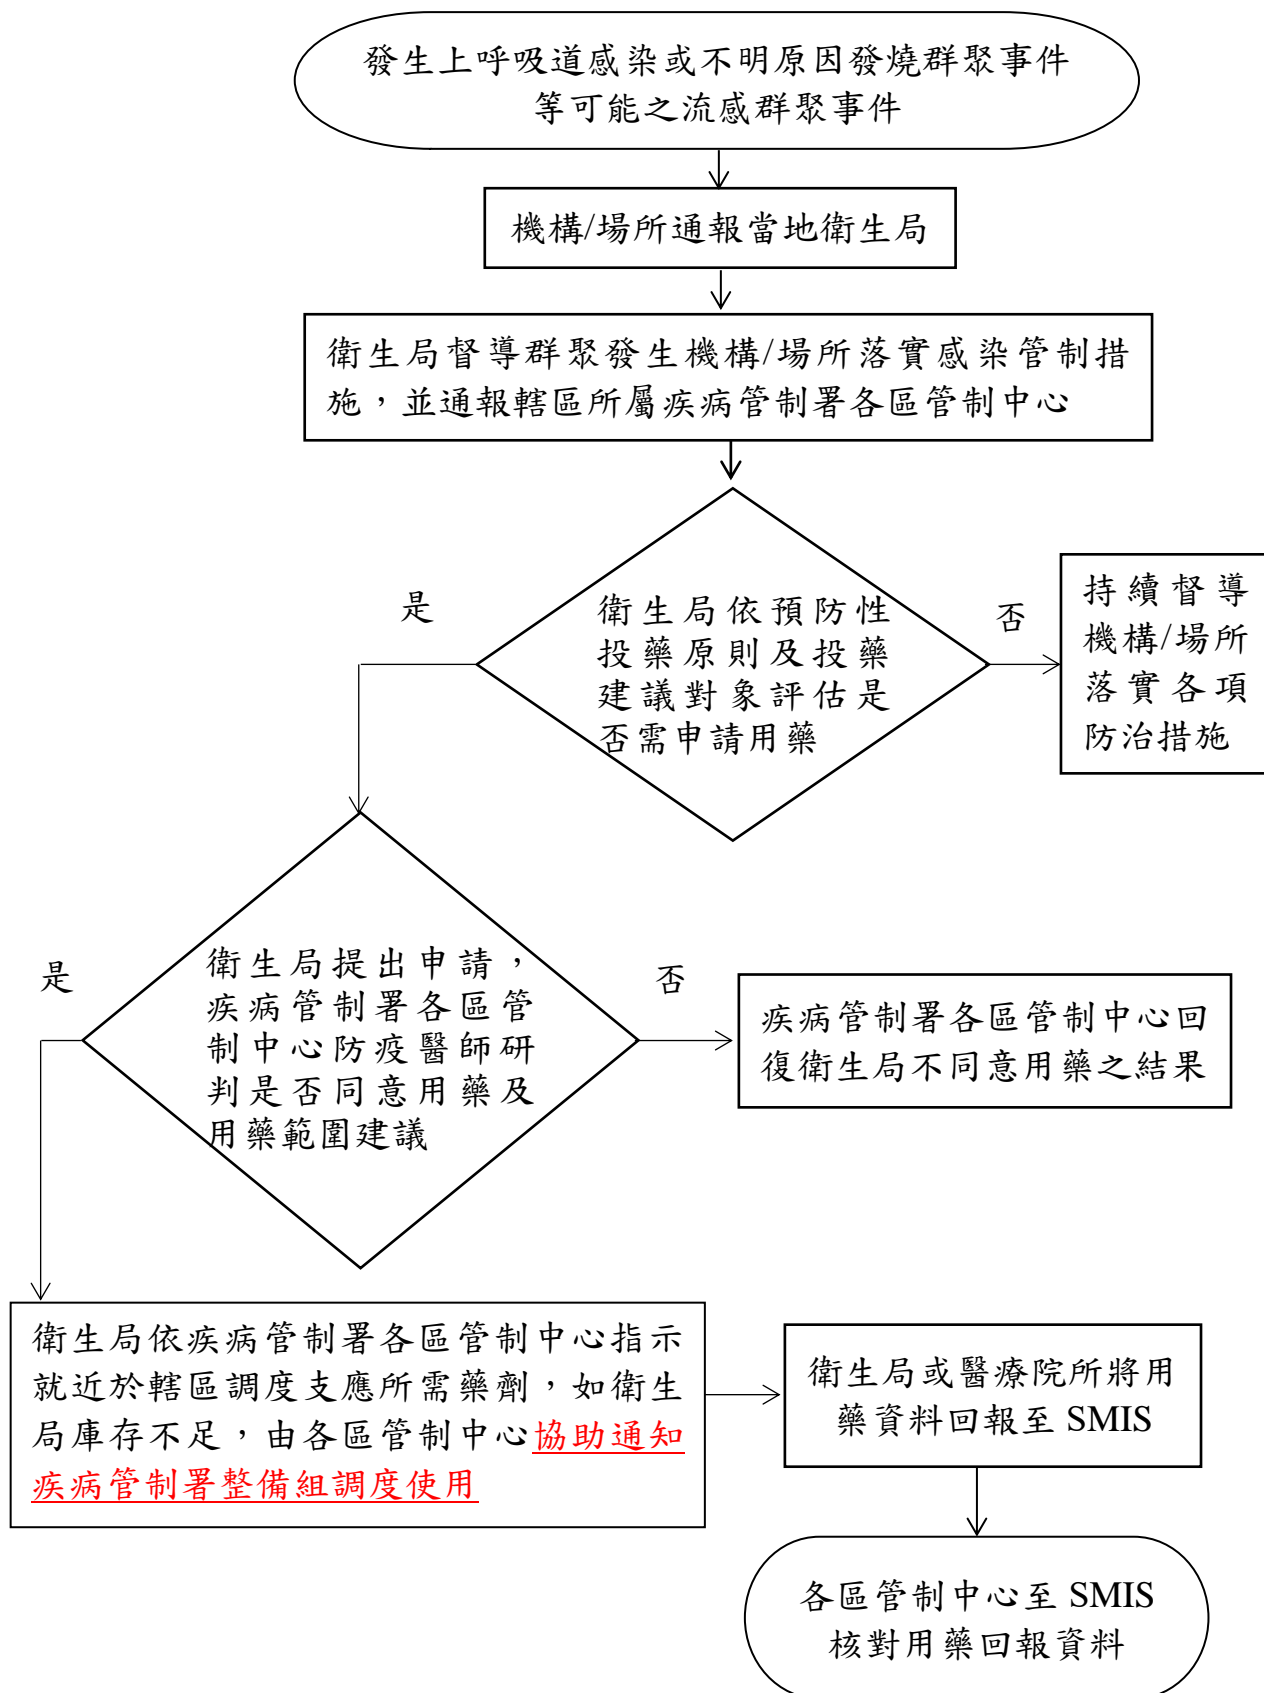 發生上呼吸道感染或不明原因發燒群聚事件
等可能之流感群聚事件
機構/場所通報當地衛生局
衛生局督導群聚發生機構/場所落實感染管制措
施，並通報轄區所屬疾病管制署各區管制中心
是
衛生局依預防性
投藥原則及投藥
建議對象評估是
否需申請用藥
否
持續督導
機構/場所
落實各項
防治措施
是
衛生局提出申請，
疾病管制署各區管
制中心防疫醫師研
判是否同意用藥及
用藥範圍建議
否
疾病管制署各區管制中心回
復衛生局不同意用藥之結果
衛生局依疾病管制署各區管制中心指示
就近於轄區調度支應所需藥劑，如衛生
局庫存不足，由各區管制中心協助通知
疾病管制署整備組調度使用
衛生局或醫療院所將用
藥資料回報至 SMIS
各區管制中心至 SMIS
核對用藥回報資料